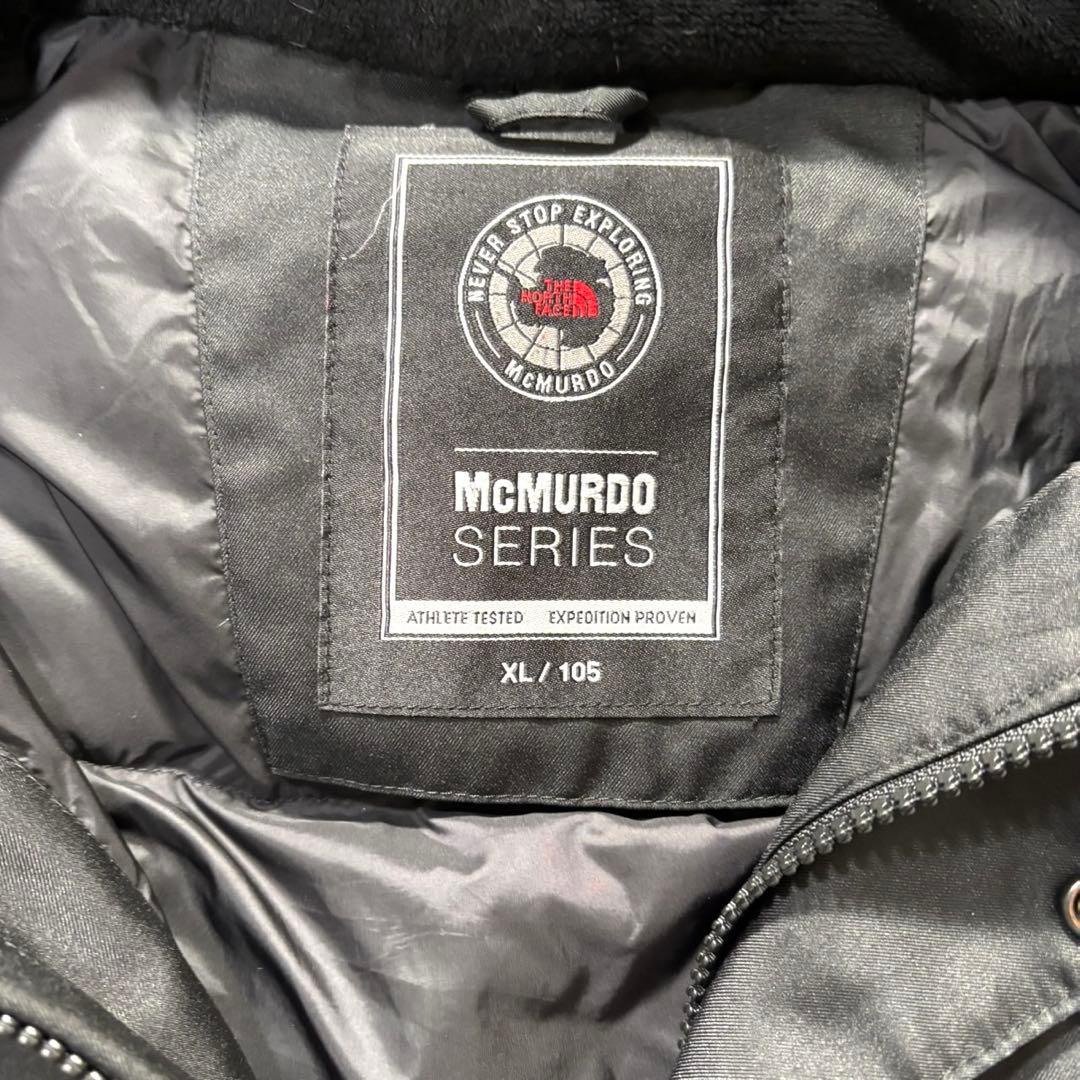 NEVER STOP EXPLORING
THE
NORTH
FACE
McMURDO
McMURDO
SERIES
ATHLETE TESTED EXPEDITION PROVEN
XL / 105